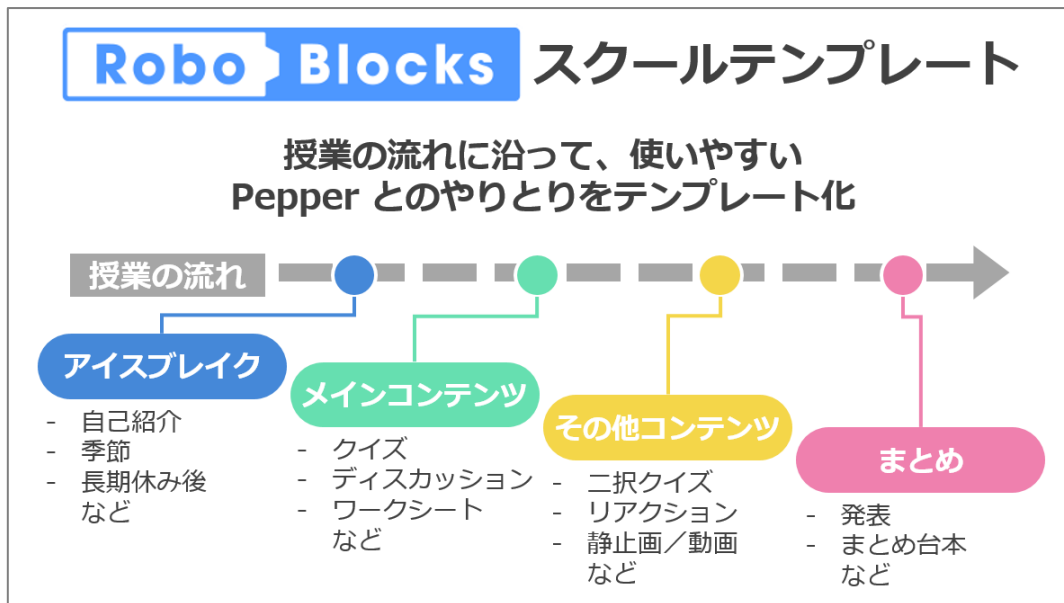 Robo Blocks スクールテンプレート
授業の流れに沿って、使いやすい
Pepper とのやりとりをテンプレート化
授業の流れ
アイスブレイク
- 自己紹介
- 季節
- 長期休み後
など
メインコンテンツ
- クイズ
- ディスカッション
- ワークシート
など
その他コンテンツ
- 二択クイズ
- リアクション
- 静止画／動画
など
まとめ
- 発表
- まとめ台本
など